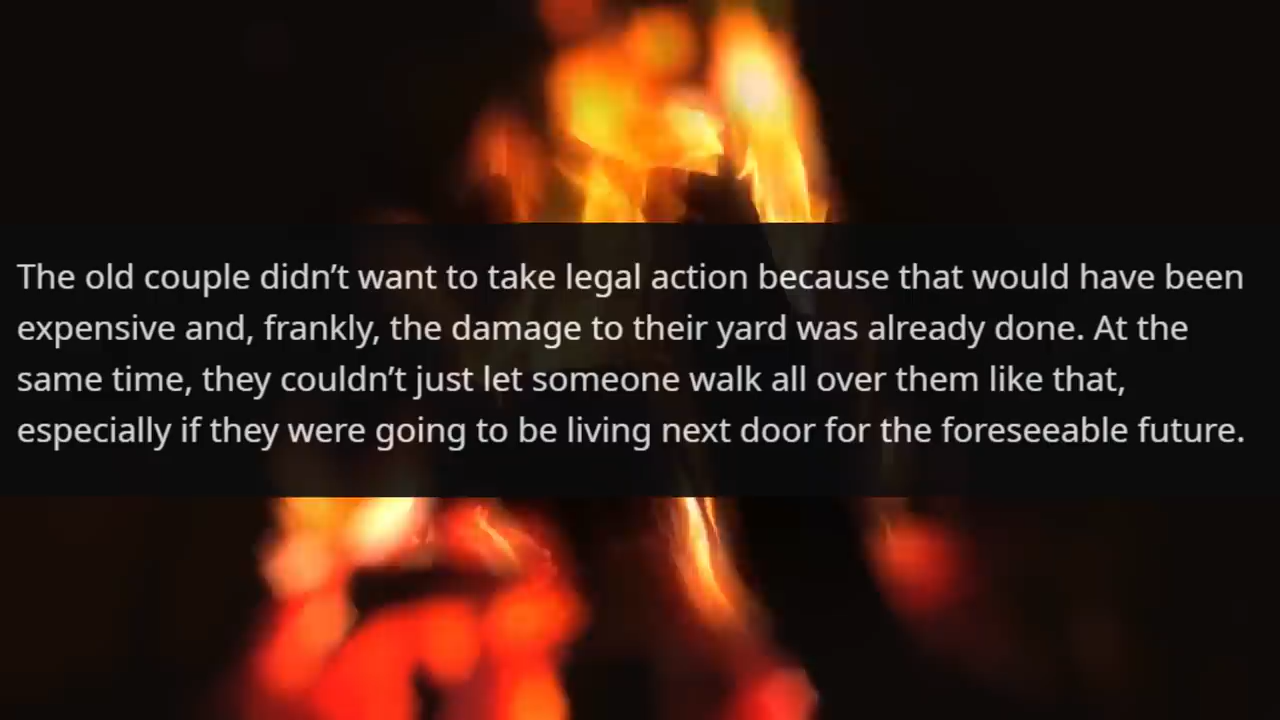 The old couple didn’t want to take legal action because that would have been
expensive and, frankly, the damage to their yard was already done. At the
same time, they couldn’t just let someone walk all over them like that,
especially if they were going to be living next door for the foreseeable future.